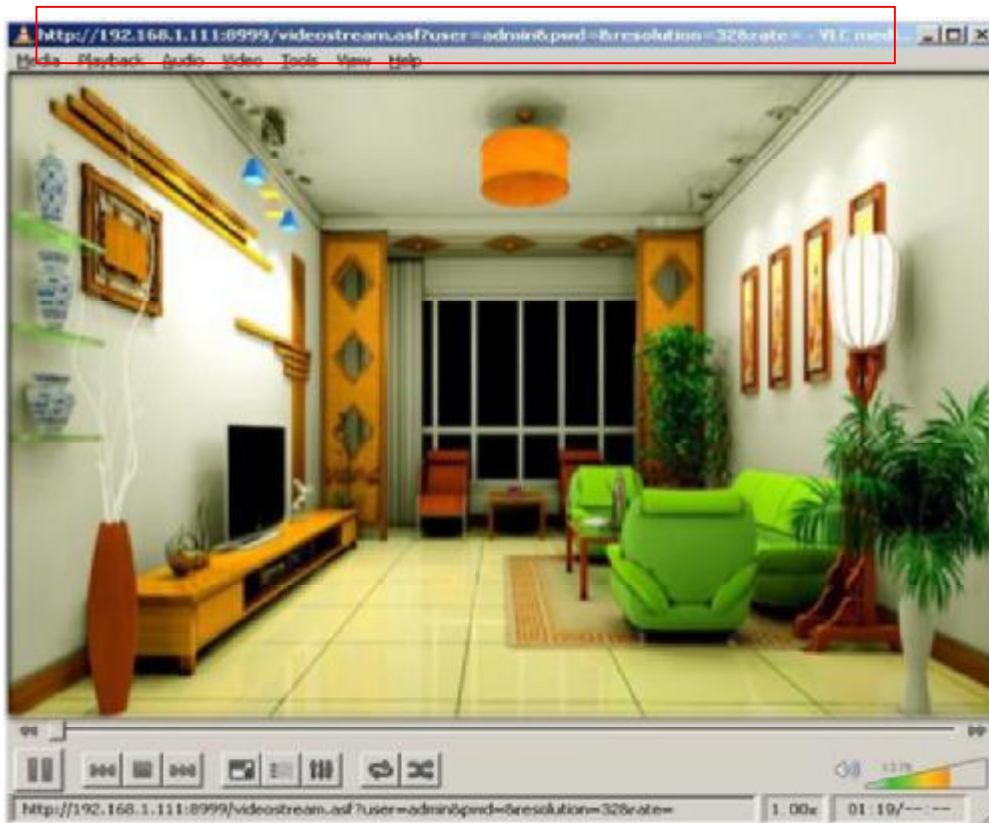 http://192.168.1.111:8999/videostream.asf?user=admin&pwd=&resolution=32&rate= - VLC med...
Media Playback Audio Video Tools View Help
http://192.168.1.111:8999/videostream.asf?user=admin&pwd=&resolution=32&rate=
1.00x
01:19/--:--